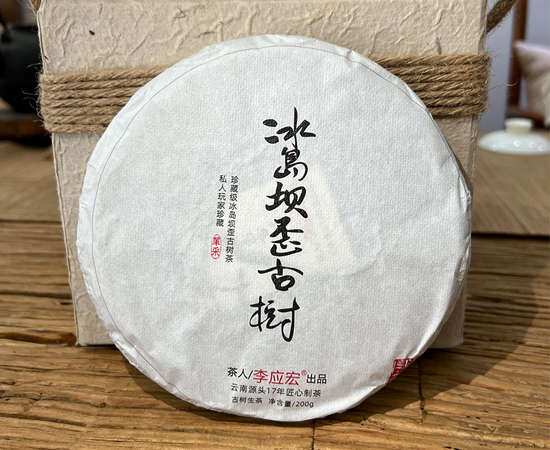 冰島坝歪古樹
珍藏级冰岛坝歪古树茶
私人玩家珍藏
茶人/李应宏®出品
云南源头17年匠心制茶
古树生茶 净含量/200g